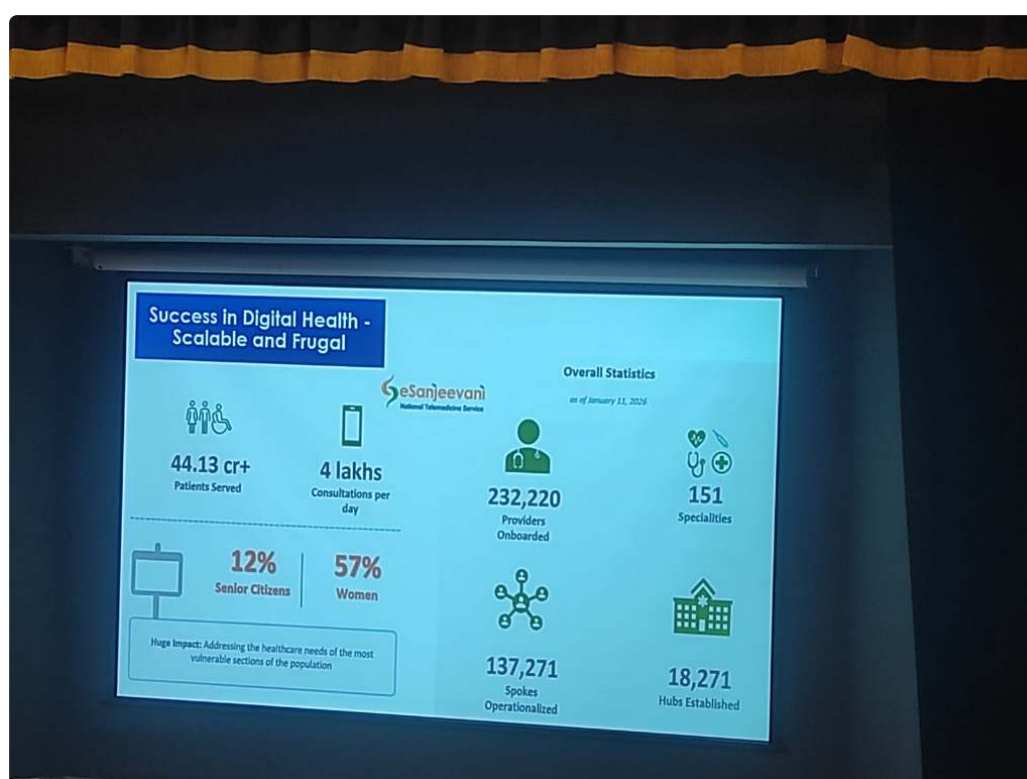 Success in Digital Health -
Scalable and Frugal
eSanjeevani
National Telemedicine Service
44.13 cr+
Patients Served
4 lakhs
Consultations per
day
12%
Senior Citizens
57%
Women
Huge Impact: Addressing the healthcare needs of the most
vulnerable sections of the population
Overall Statistics
as of January 11, 2026
232,220
Providers
Onboarded
151
Specialities
137,271
Spokes
Operationalized
18,271
Hubs Established